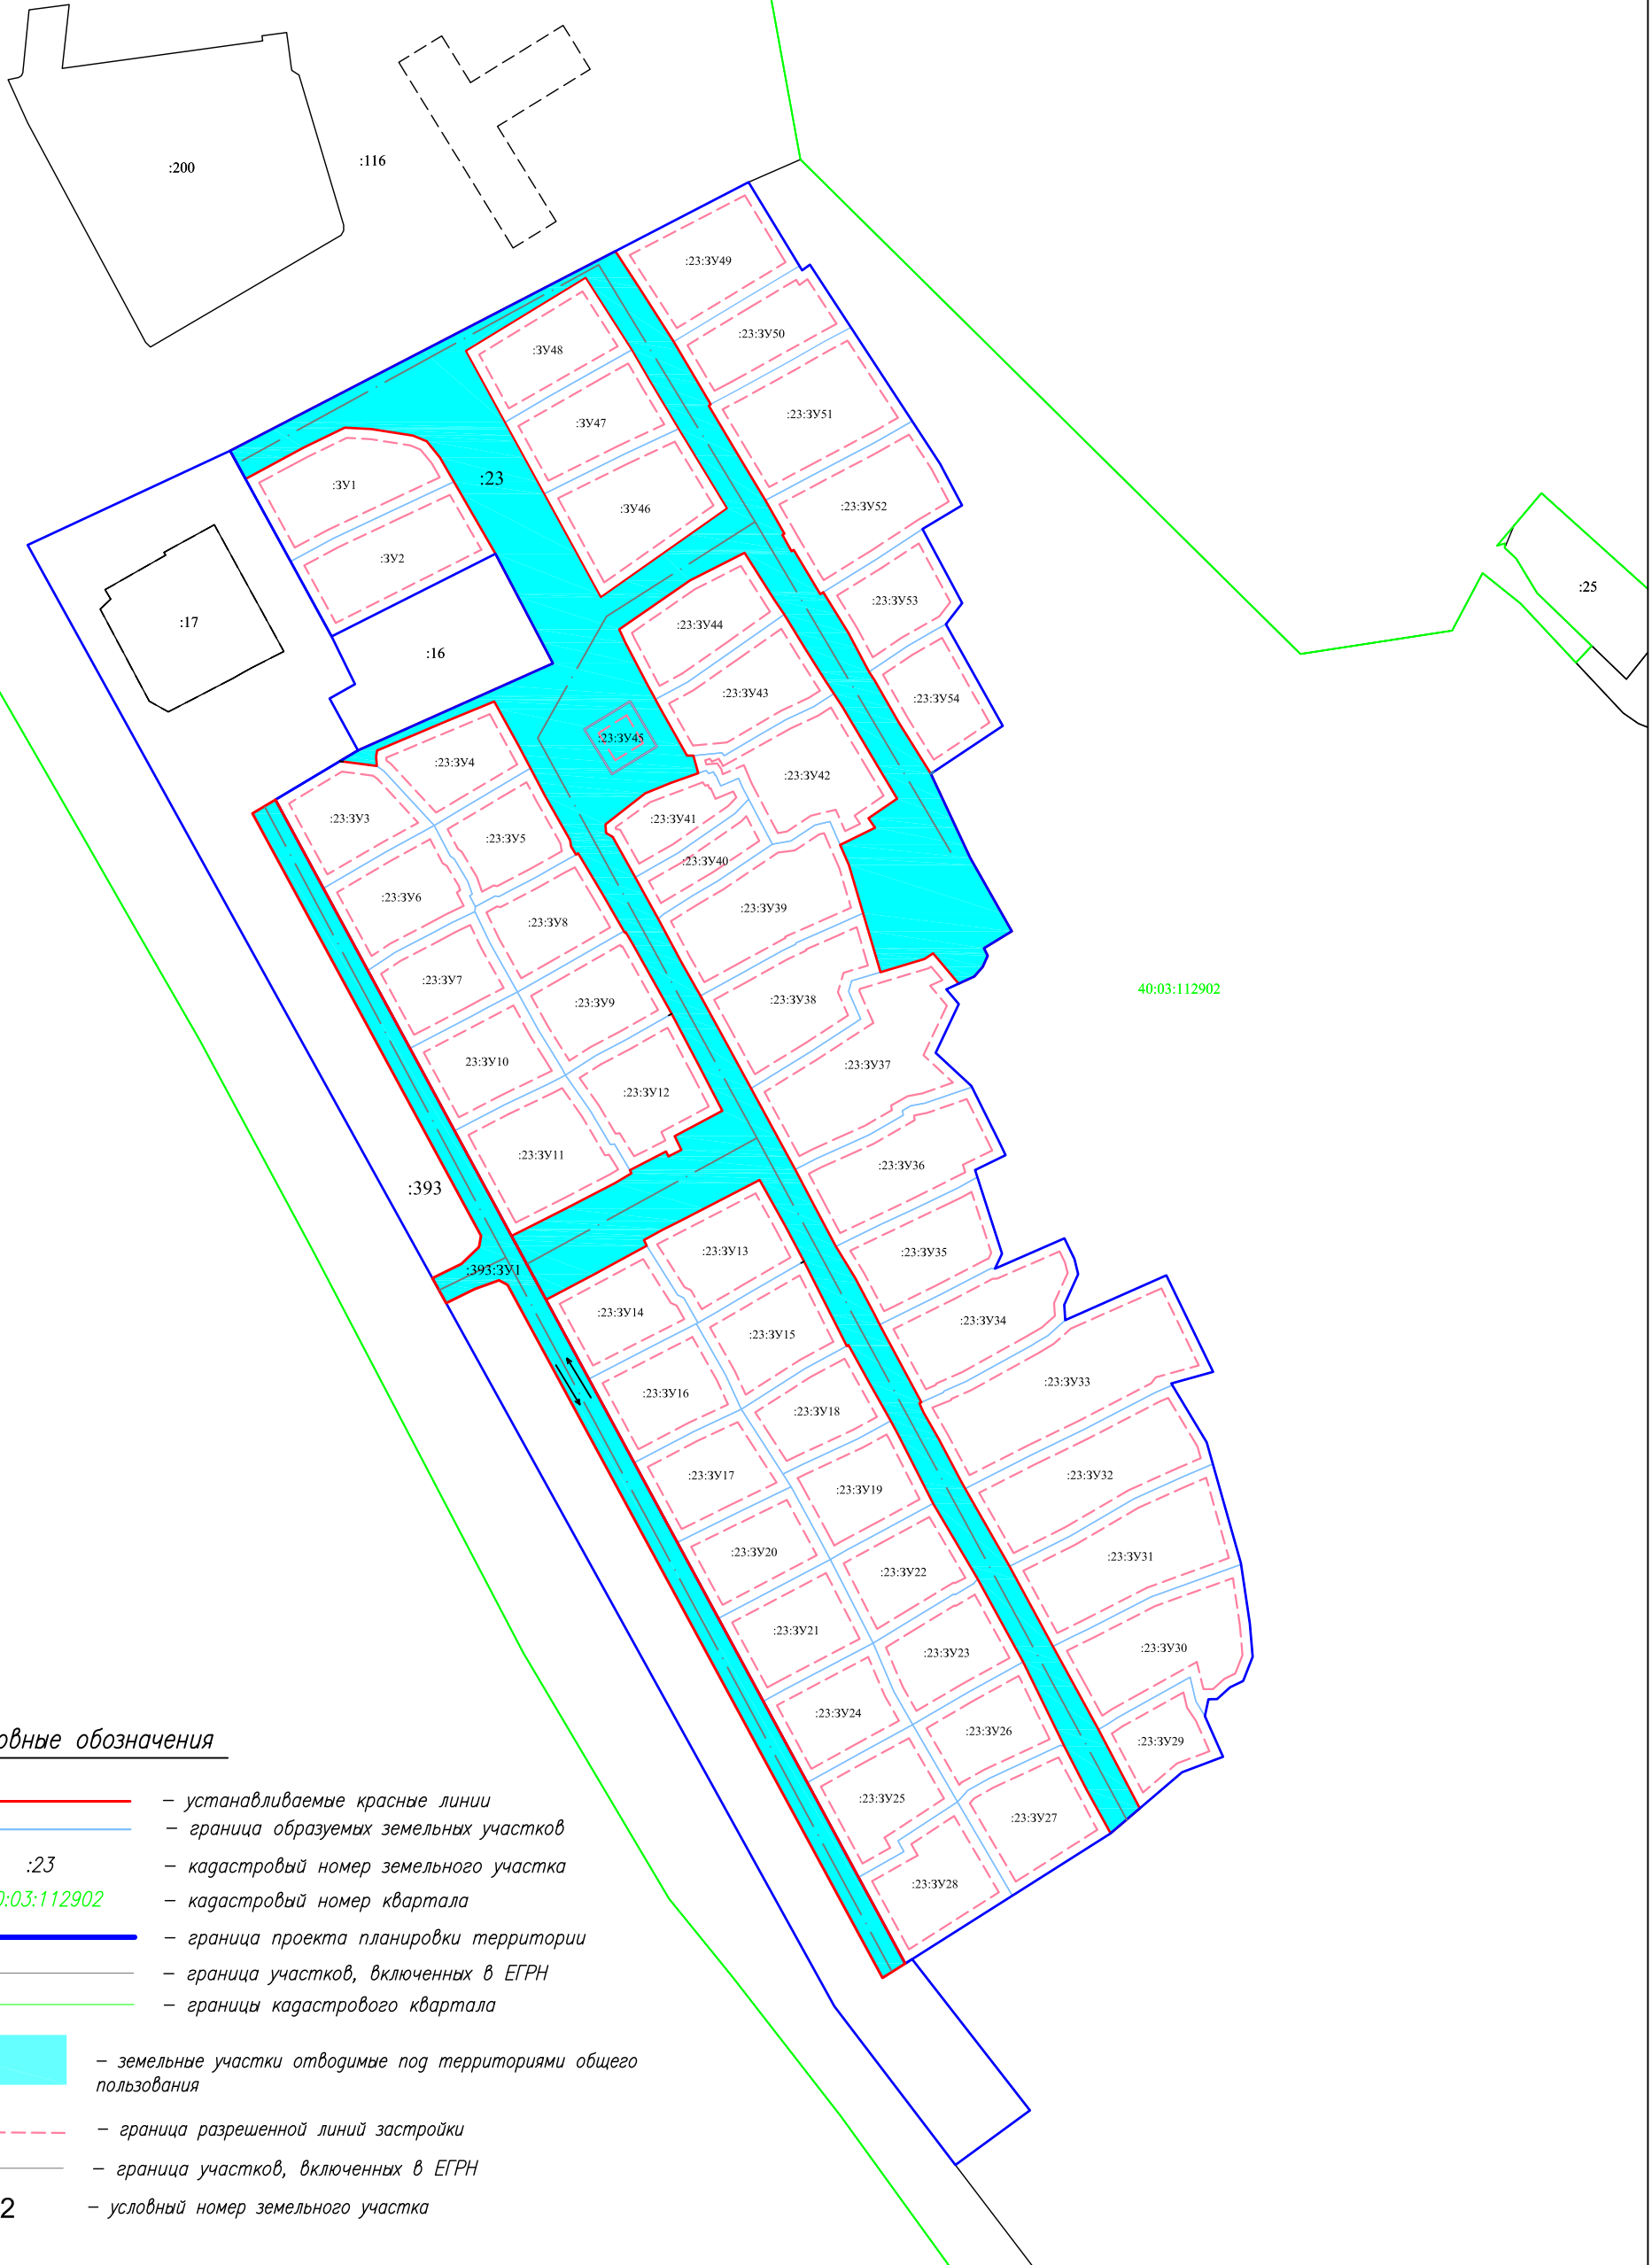 :200
:116
:23:ЗУ49
:23:ЗУ50
:ЗУ48
:23:ЗУ51
:ЗУ47
:23
:ЗУ1
:23:ЗУ52
:ЗУ46
:ЗУ2
:25
:23:ЗУ53
:17
:23:ЗУ44
:16
:23:ЗУ43
:23:ЗУ54
:23:ЗУ45
:23:ЗУ4
:23:ЗУ42
:23:ЗУ3
:23:ЗУ41
:23:ЗУ5
:23:ЗУ40
:23:ЗУ6
:23:ЗУ39
:23:ЗУ8
:23:ЗУ7
40:03:112902
:23:ЗУ9
:23:ЗУ38
23:ЗУ10
:23:ЗУ37
:23:ЗУ12
:23:ЗУ11
:23:ЗУ36
:393
:23:ЗУ13
:23:ЗУ35
:393:ЗУ1
:23:ЗУ14
:23:ЗУ34
:23:ЗУ15
:23:ЗУ33
:23:ЗУ16
:23:ЗУ18
:23:ЗУ17
:23:ЗУ32
:23:ЗУ19
:23:ЗУ20
:23:ЗУ31
:23:ЗУ22
:23:ЗУ21
:23:ЗУ30
:23:ЗУ23
:23:ЗУ24
:23:ЗУ26
:23:ЗУ29
:23:ЗУ25
:23:ЗУ27
:23:ЗУ28
овные обозначения
– устанавливаемые красные линии
– граница образуемых земельных участков
:23 – кадастровый номер земельного участка
0:03:112902 – кадастровый номер квартала
– граница проекта планировки территории
– граница участков, включенных в ЕГРН
– границы кадастрового квартала
– земельные участки отводимые под территориями общего
пользования
– граница разрешенной линий застройки
– граница участков, включенных в ЕГРН
2 – условный номер земельного участка